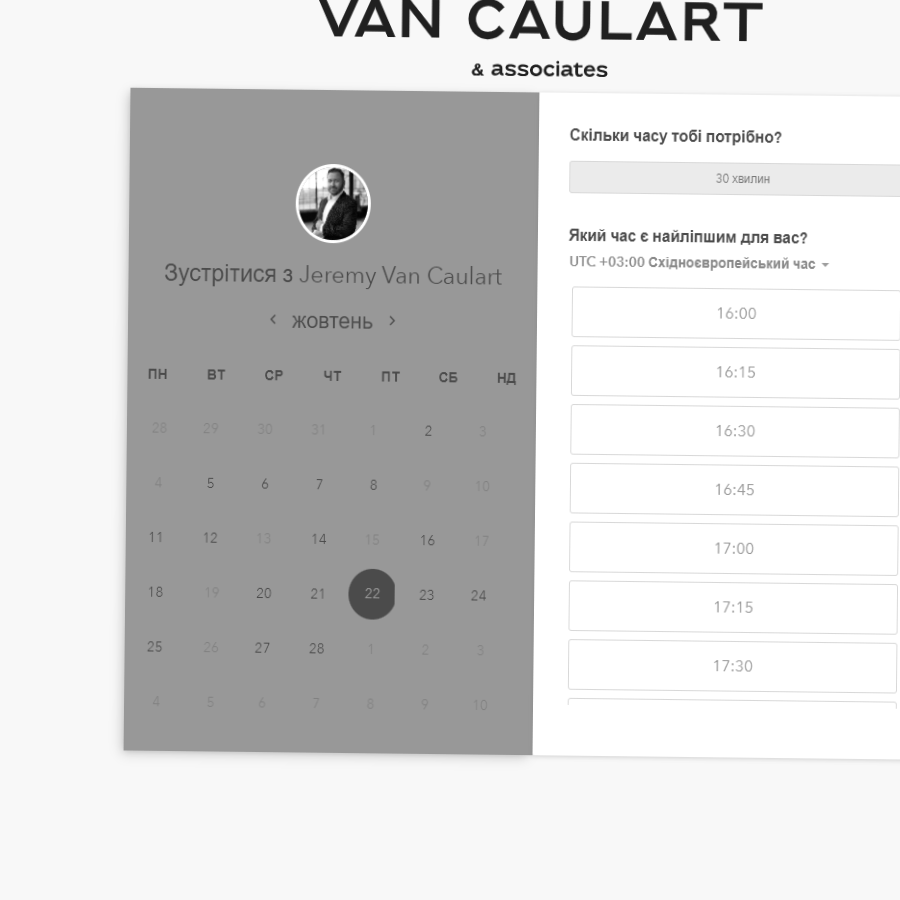 VAN CAULART
& associates
Зустрітися з Jeremy Van Caulart
жовтень
ПН ВТ СР ЧТ ПТ СБ НД
28 29 30 31 1 2 3
4 5 6 7 8 9 10
11 12 13 14 15 16 17
18 19 20 21 22 23 24
25 26 27 28 1 2 3
4 5 6 7 8 9 10
Скільки часу тобі потрібно?
30 хвилин
Який час є найліпшим для вас?
UTC +03:00 Східноєвропейський час
16:00
16:15
16:30
16:45
17:00
17:15
17:30